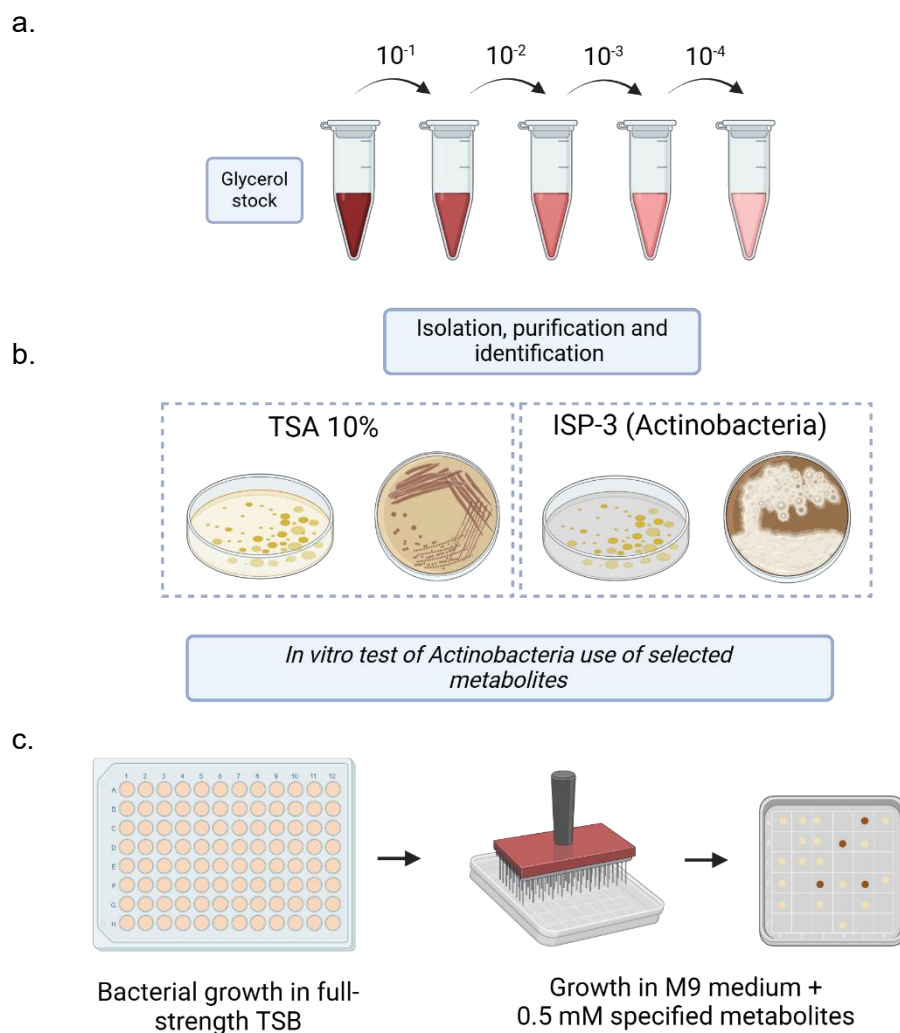 a.
10⁻¹ 10⁻² 10⁻³ 10⁻⁴
Glycerol
stock
Isolation, purification and
identification
b.
TSA 10%
ISP-3 (Actinobacteria)
In vitro test of Actinobacteria use of selected
metabolites
c.
1 2 3 4 5 6 7 8 9 10 11 12
A
B
C
D
E
F
G
H
Bacterial growth in full-
strength TSB
Growth in M9 medium +
0.5 mM specified metabolites